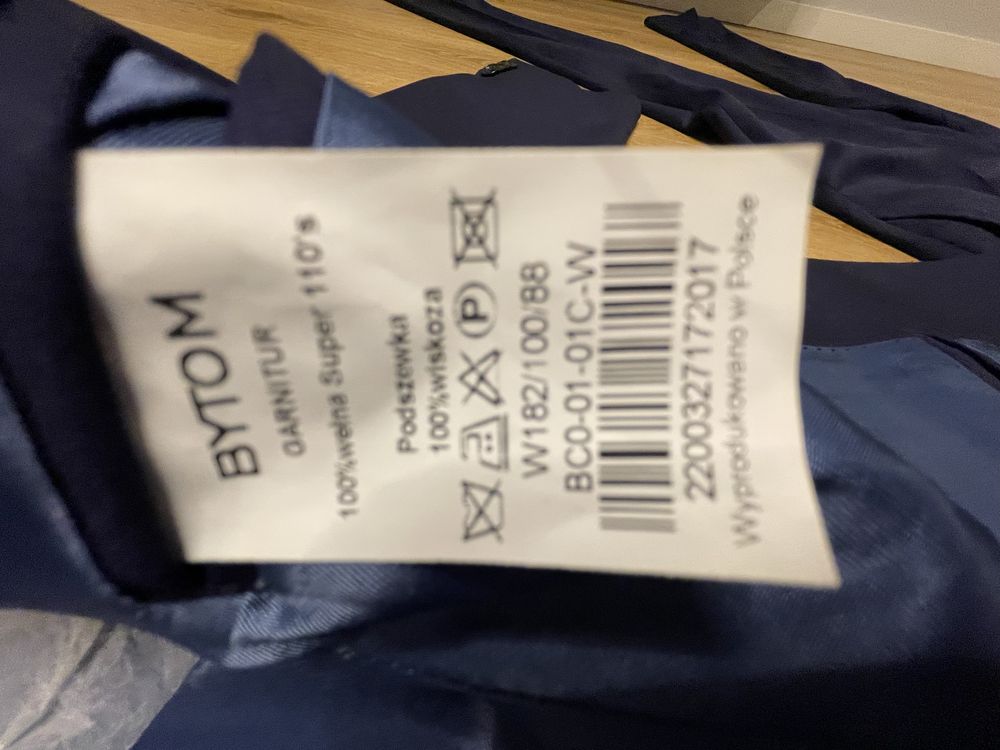 BYTOM
GARNITUR
100%wełna Super 110's
Podszewka
100%wiskoza
P
W182/100/88
BC0-01-01C-W
2200327172017
Wyprodukowano w Polsce